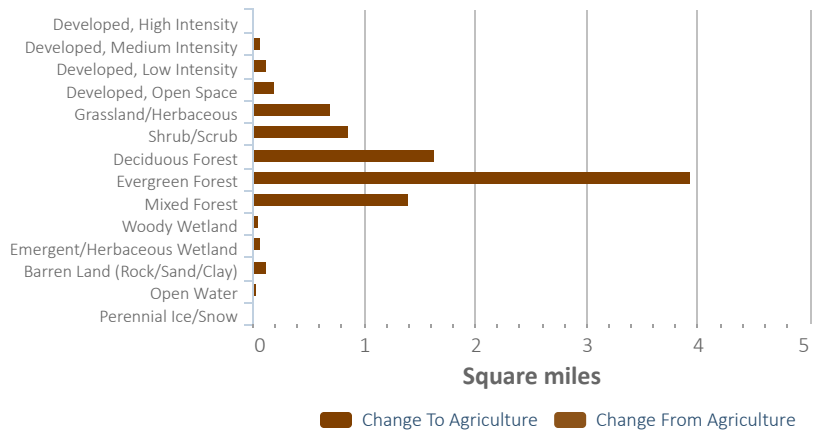 Developed, High Intensity
Developed, Medium Intensity
Developed, Low Intensity
Developed, Open Space
Grassland/Herbaceous
Shrub/Scrub
Deciduous Forest
Evergreen Forest
Mixed Forest
Woody Wetland
Emergent/Herbaceous Wetland
Barren Land (Rock/Sand/Clay)
Open Water
Perennial Ice/Snow
0 1 2 3 4 5
Square miles
Change To Agriculture Change From Agriculture